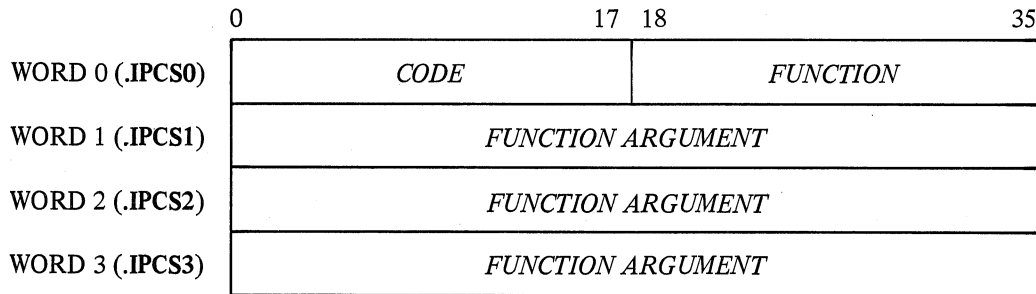 0 17 18 35
WORD 0 (.IPCS0) CODE FUNCTION
WORD 1 (.IPCS1) FUNCTION ARGUMENT
WORD 2 (.IPCS2) FUNCTION ARGUMENT
WORD 3 (.IPCS3) FUNCTION ARGUMENT